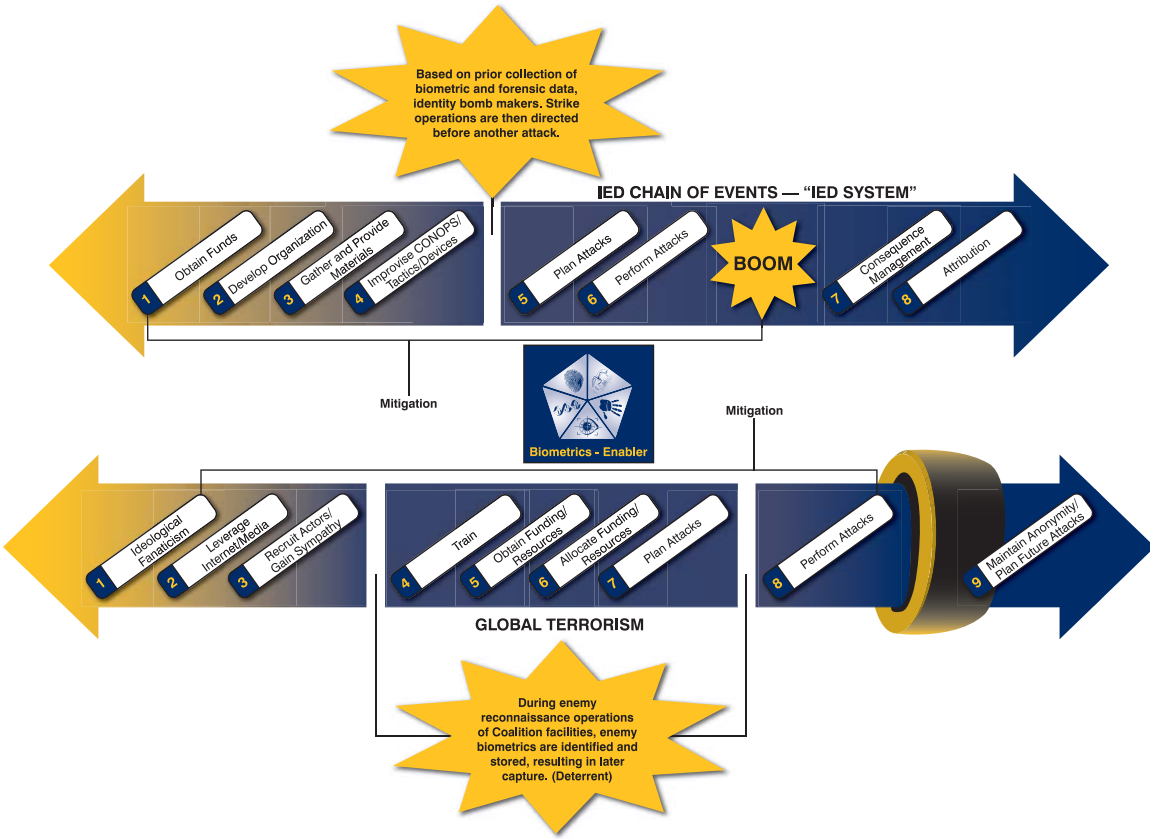 Based on prior collection of
biometric and forensic data,
identity bomb makers. Strike
operations are then directed
before another attack.
IED CHAIN OF EVENTS — “IED SYSTEM”
1 Obtain Funds
2 Develop Organization
3 Gather and Provide
Materials
4 Improvise CONOPS/
Tactics/Devices
5 Plan Attacks
6 Perform Attacks
BOOM
7 Consequence
Management
8 Attribution
Mitigation
Biometrics - Enabler
Mitigation
1 Ideological
Fanaticism
2 Leverage
Internet/Media
3 Recruit Actors/
Gain Sympathy
4 Train
5 Obtain Funding/
Resources
6 Allocate Funding/
Resources
7 Plan Attacks
8 Perform Attacks
9 Maintain Anonymity/
Plan Future Attacks
GLOBAL TERRORISM
During enemy
reconnaissance operations
of Coalition facilities, enemy
biometrics are identified and
stored, resulting in later
capture. (Deterrent)